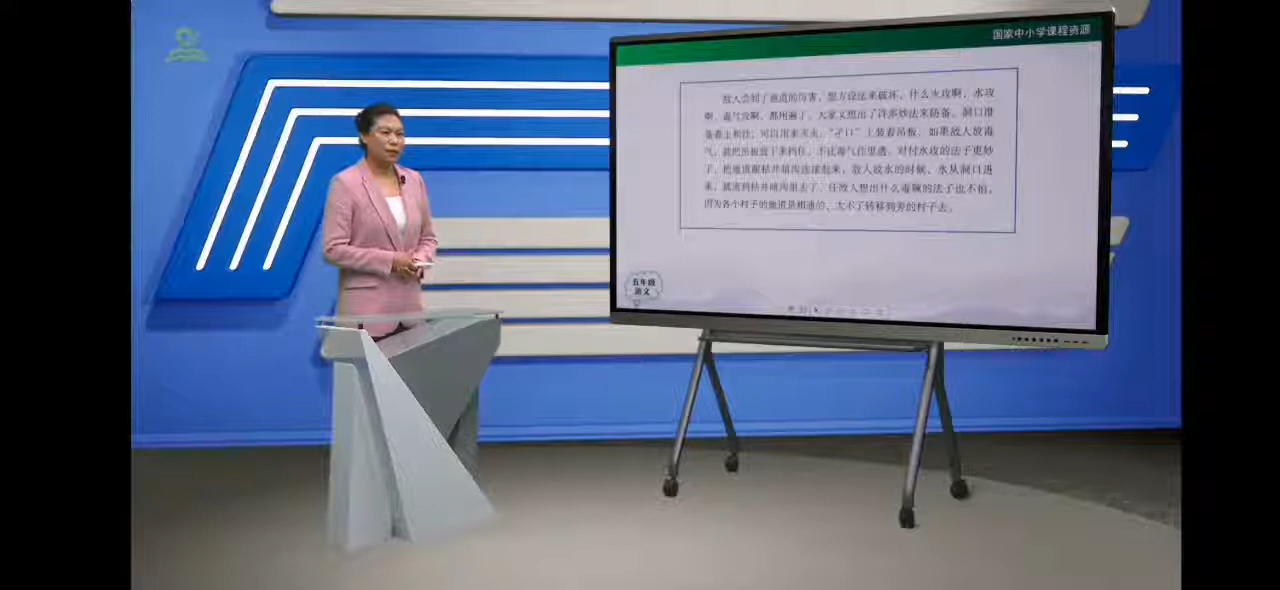 国家中小学课程资源
敌人尝到了地道的厉害，想方设法来破坏，什么火攻啊，水攻
啊，毒气攻啊，都用遍了。大家又想出了许多妙法来防备。洞口准
备着土和沙，可以用来灭火。“孑口”上装着吊板，如果敌人放毒
气，就把吊板放下来挡住，不让毒气往里透。对付水攻的法子更妙
了，把地道跟枯井暗沟连接起来，敌人放水的时候，水从洞口进
来，就流到枯井暗沟里去了。任敌人想出什么毒辣的法子也不怕，
因为各个村子的地道是相通的，大不了转移到旁的村子去。
五年级
语文